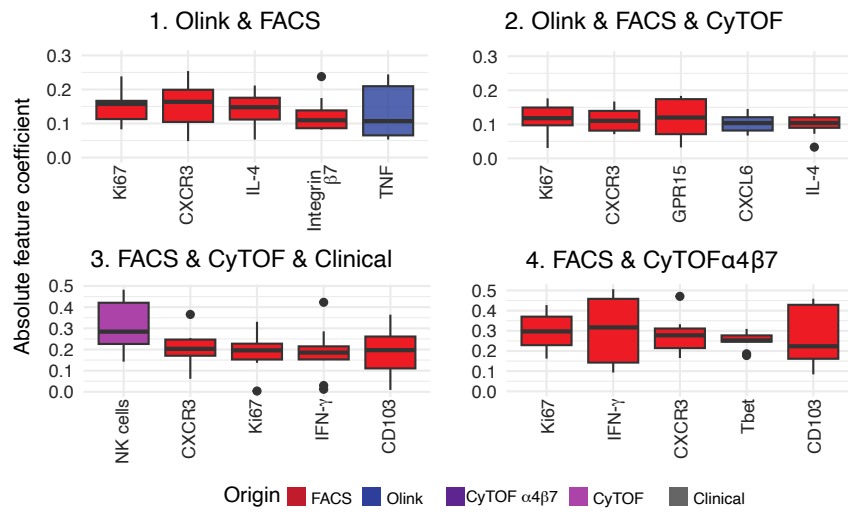 1. Olink & FACS
2. Olink & FACS & CyTOF
Absolute feature coefficient
0.3
0.2
0.1
0.0
Ki67
CXCR3
IL-4
Integrin
β7
TNF
0.3
0.2
0.1
0.0
Ki67
CXCR3
GPR15
CXCL6
IL-4
3. FACS & CyTOF & Clinical
4. FACS & CyTOFα4β7
0.5
0.4
0.3
0.2
0.1
0.0
NK cells
CXCR3
Ki67
IFN-γ
CD103
0.5
0.4
0.3
0.2
0.1
0.0
Ki67
IFN-γ
CXCR3
Tbet
CD103
Origin FACS Olink CyTOF α4β7 CyTOF Clinical